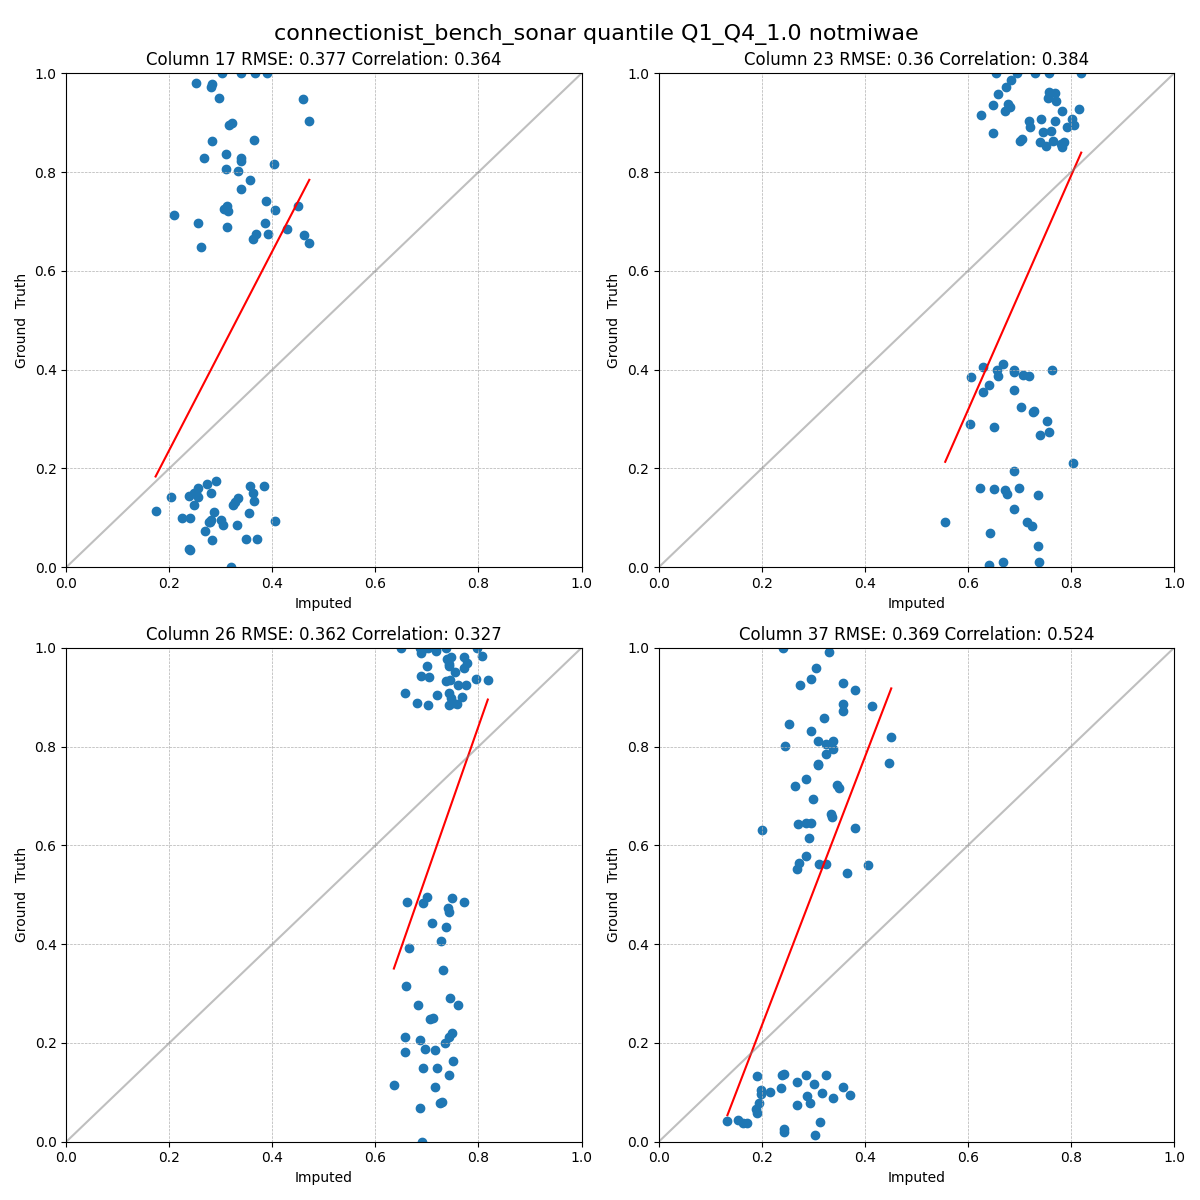 connectionist_bench_sonar quantile Q1_Q4_1.0 notmiwae
Column 17 RMSE: 0.377 Correlation: 0.364
1.0
0.8
0.6
0.4
0.2
0.0
Ground Truth
0.0 0.2 0.4 0.6 0.8 1.0
Imputed
Column 23 RMSE: 0.36 Correlation: 0.384
1.0
0.8
0.6
0.4
0.2
0.0
Ground Truth
0.0 0.2 0.4 0.6 0.8 1.0
Imputed
Column 26 RMSE: 0.362 Correlation: 0.327
1.0
0.8
0.6
0.4
0.2
0.0
Ground Truth
0.0 0.2 0.4 0.6 0.8 1.0
Imputed
Column 37 RMSE: 0.369 Correlation: 0.524
1.0
0.8
0.6
0.4
0.2
0.0
Ground Truth
0.0 0.2 0.4 0.6 0.8 1.0
Imputed